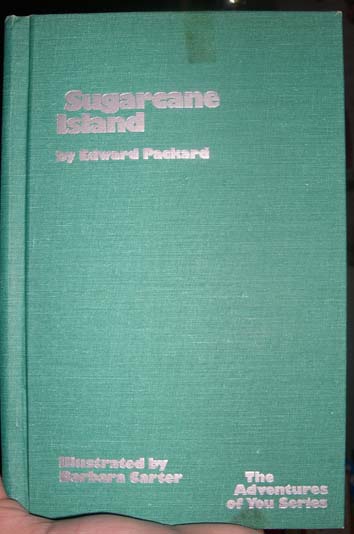 Sugarcane
Island
by Edward Packard
Illustrated by
Barbara Carter
The
Adventures
of You Series